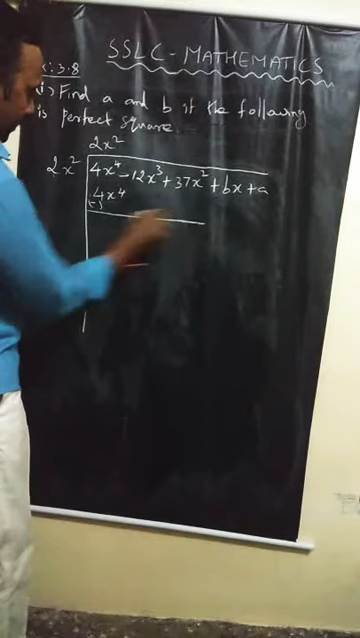 SSLC-MATHEMATICS
3.8
i) Find a and b if the following
is perfect square.
2x²
2x² 4x⁴ - 12x³ + 37x² + bx + a
(-) 4x⁴